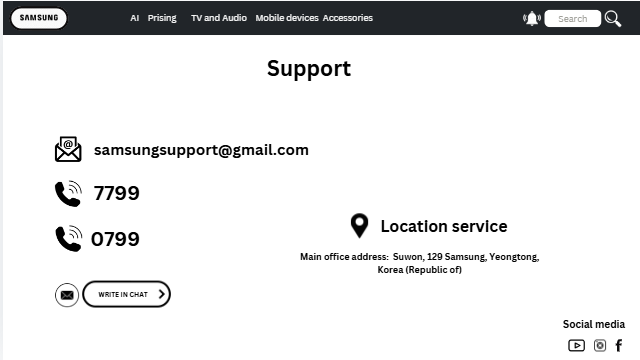 SAMSUNG AI Prising TV and Audio Mobile devices Accessories Search
Support
@
samsungsupport@gmail.com
7799
0799
Location service
Main office address: Suwon, 129 Samsung, Yeongtong,
Korea (Republic of)
WRITE IN CHAT
Social media